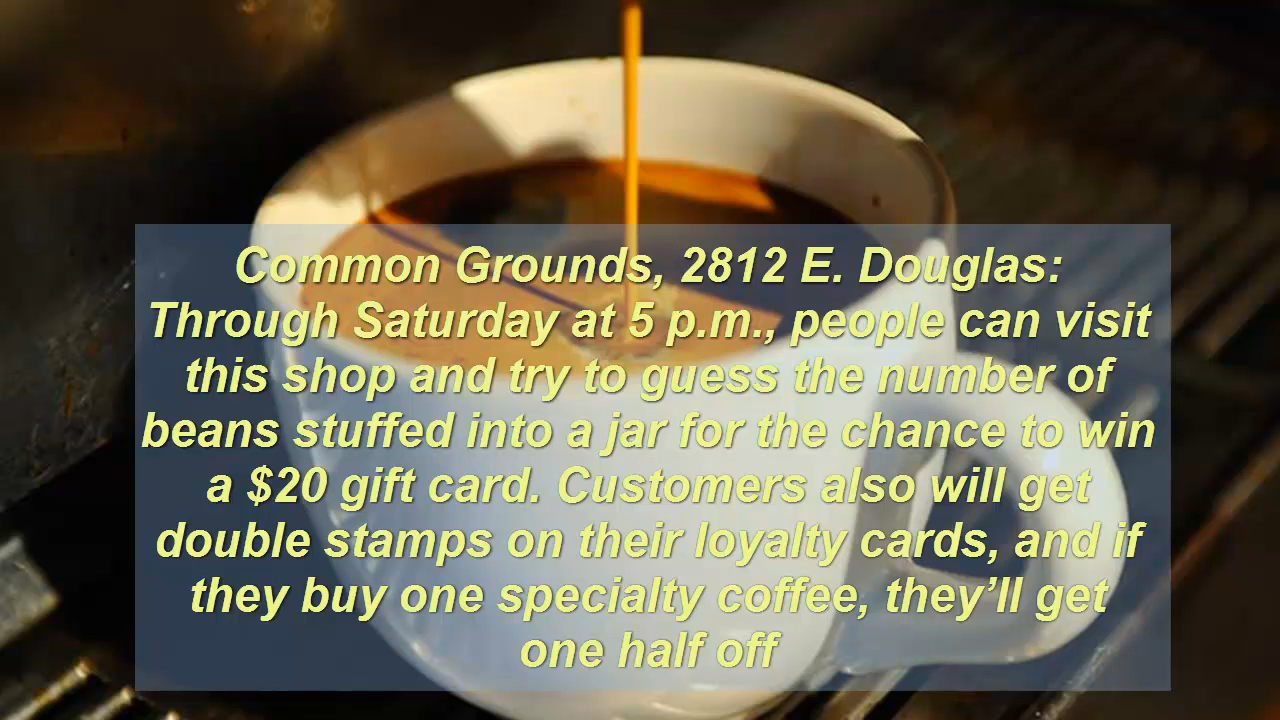 Common Grounds, 2812 E. Douglas:
Through Saturday at 5 p.m., people can visit
this shop and try to guess the number of
beans stuffed into a jar for the chance to win
a $20 gift card. Customers also will get
double stamps on their loyalty cards, and if
they buy one specialty coffee, they’ll get
one half off